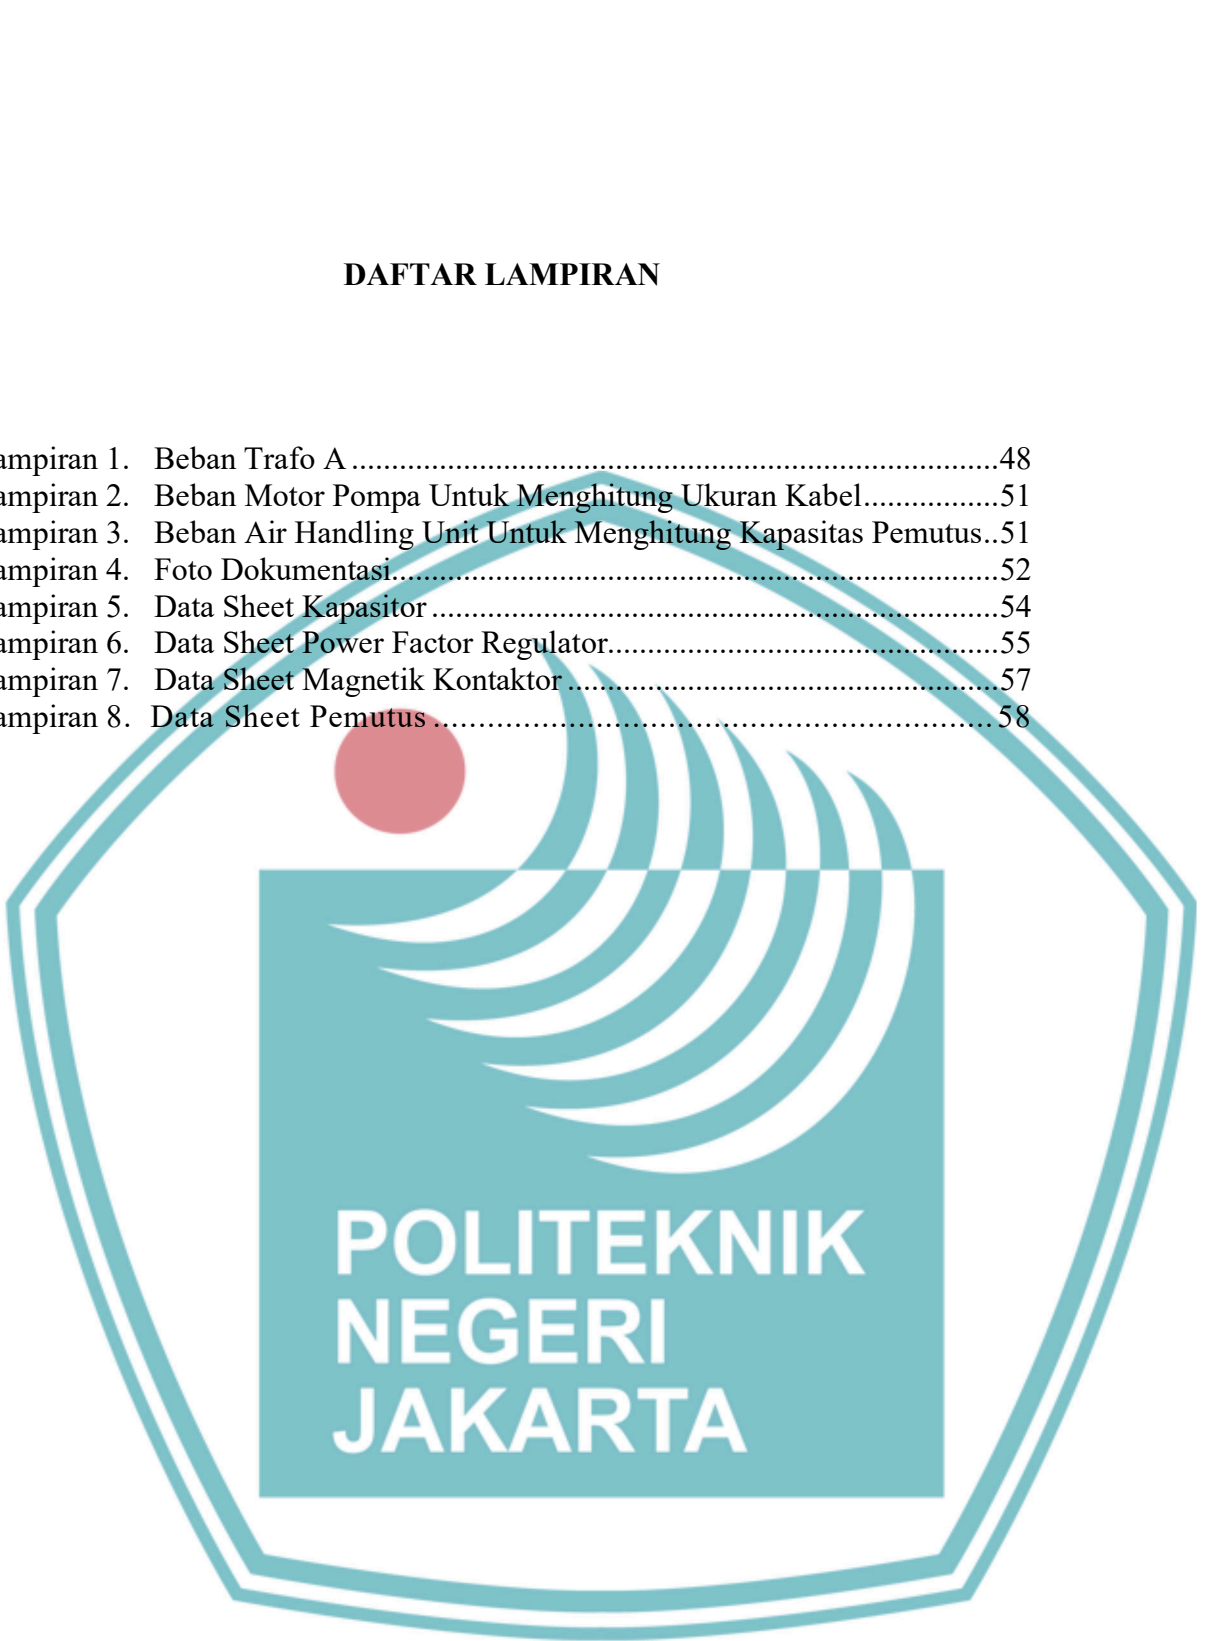 DAFTAR LAMPIRAN
ampiran 1. Beban Trafo A.....................................................................48
ampiran 2. Beban Motor Pompa Untuk Menghitung Ukuran Kabel.................51
ampiran 3. Beban Air Handling Unit Untuk Menghitung Kapasitas Pemutus..51
ampiran 4. Foto Dokumentasi................................................................52
ampiran 5. Data Sheet Kapasitor............................................................54
ampiran 6. Data Sheet Power Factor Regulator.........................................55
ampiran 7. Data Sheet Magnetik Kontaktor..............................................57
ampiran 8. Data Sheet Pemutus..............................................................58
POLITEKNIK
NEGERI
JAKARTA